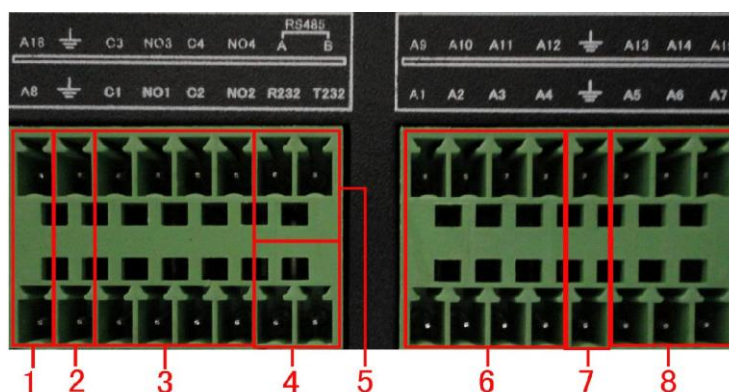 RS485
A16 C3 NO3 C4 NO4 A B
A8 C1 NO1 C2 NO2 R232 T232
A9 A10 A11 A12 A13 A14
A1 A2 A3 A4 A5 A6 A7
5
1 2 3 4 6 7 8